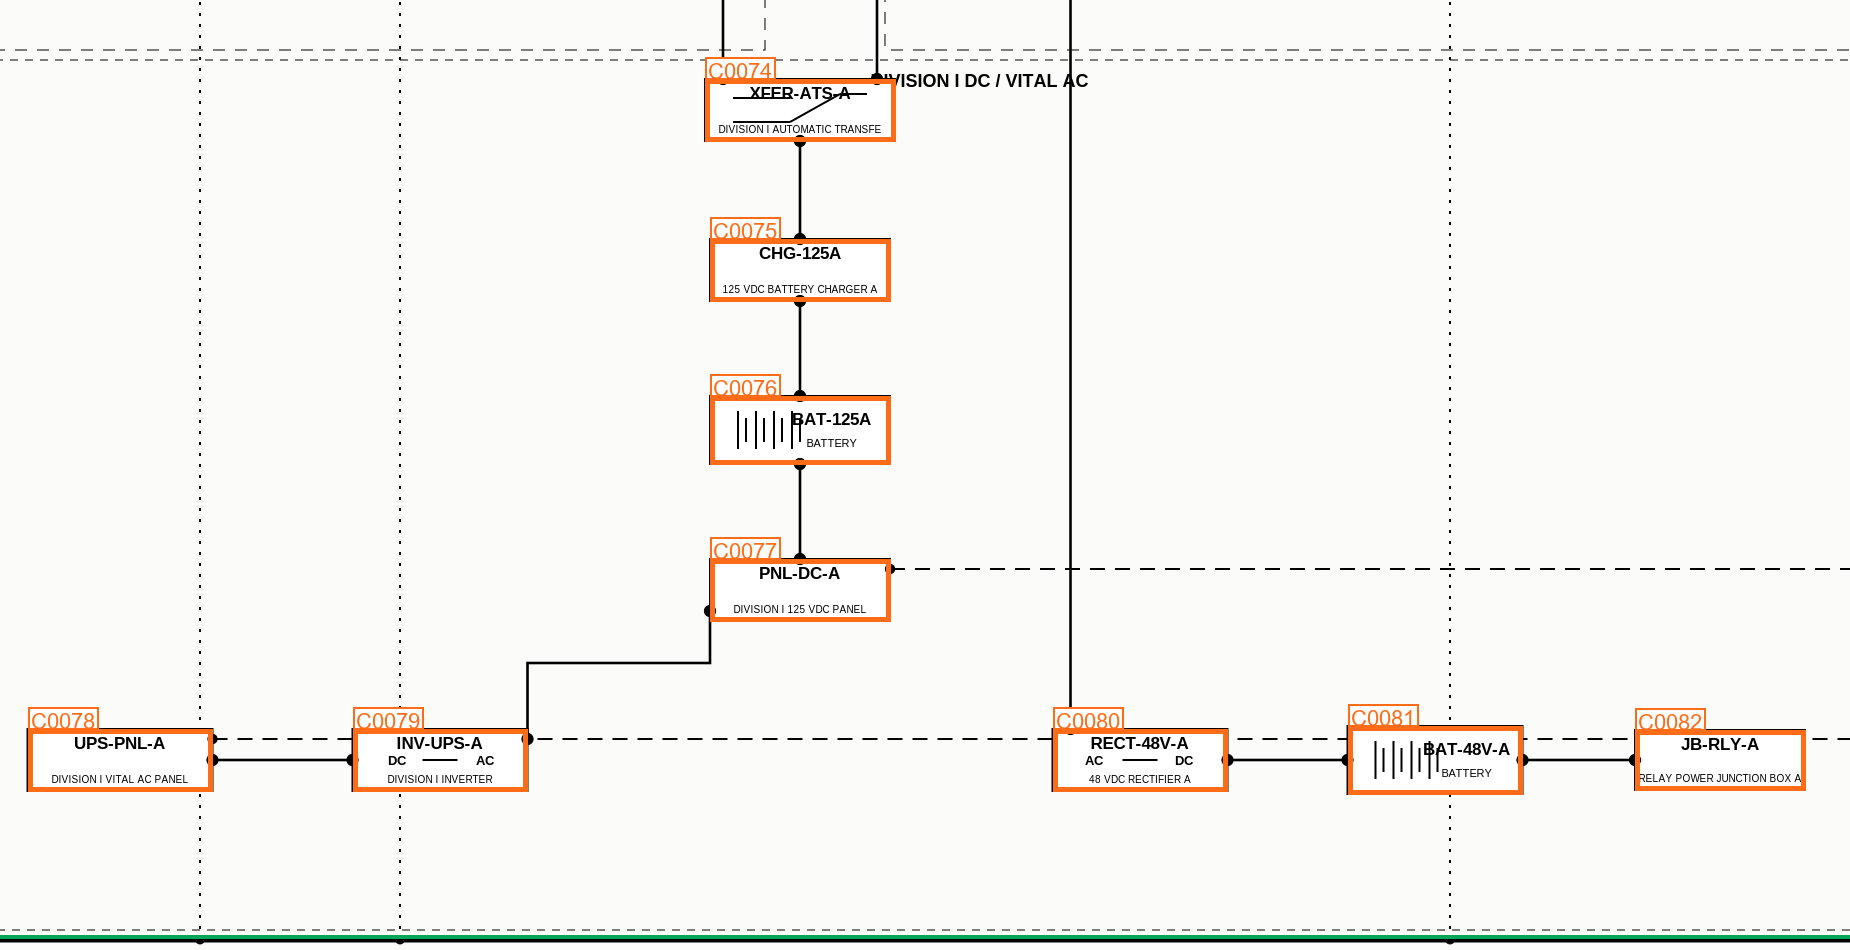 C0074
DIVISION I DC / VITAL AC
XFER-ATS-A
DIVISION I AUTOMATIC TRANSFE
C0075
CHG-125A
125 VDC BATTERY CHARGER A
C0076
BAT-125A
BATTERY
C0077
PNL-DC-A
DIVISION I 125 VDC PANEL
C0078
UPS-PNL-A
DIVISION I VITAL AC PANEL
C0079
INV-UPS-A
DC AC
DIVISION I INVERTER
C0080
RECT-48V-A
AC DC
48 VDC RECTIFIER A
C0081
BAT-48V-A
BATTERY
C0082
JB-RLY-A
RELAY POWER JUNCTION BOX A